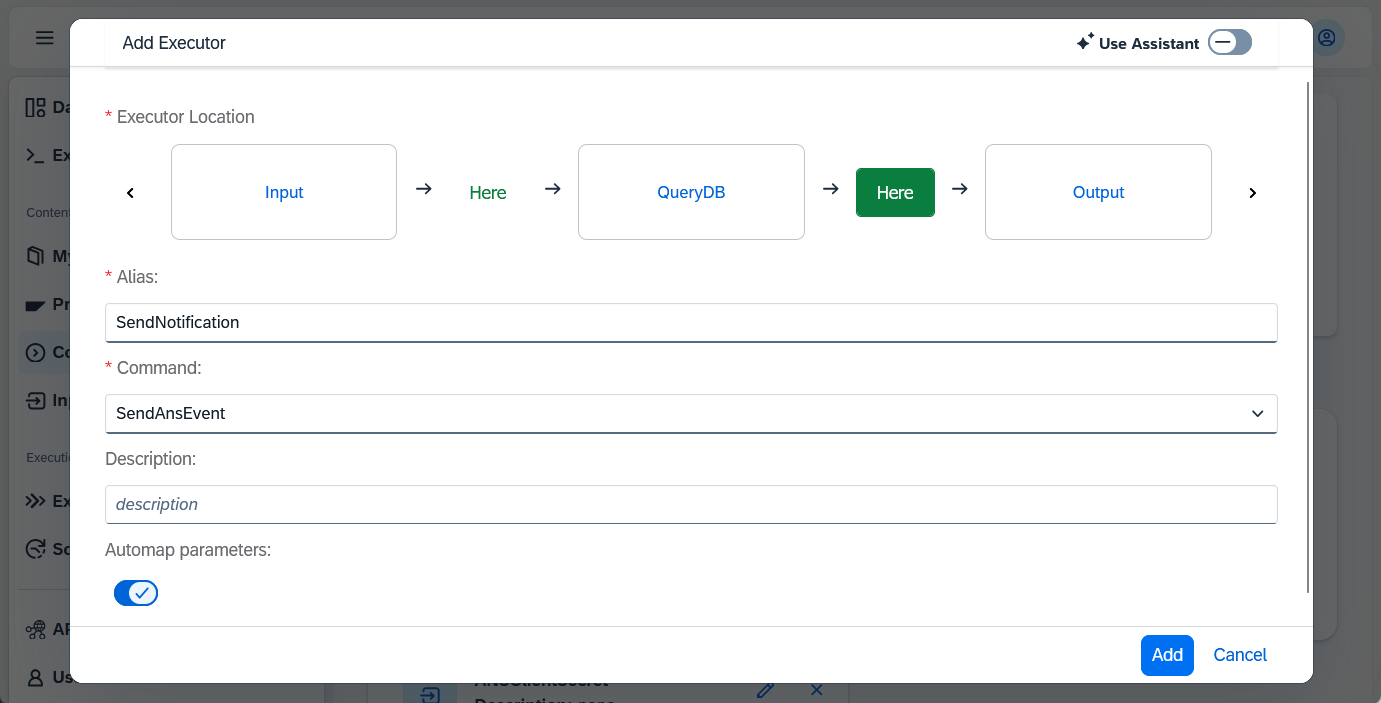 Add Executor
Use Assistant
* Executor Location
Input
Here
QueryDB
Here
Output
* Alias:
SendNotification
* Command:
SendAnsEvent
Description:
description
Automap parameters:
Add
Cancel